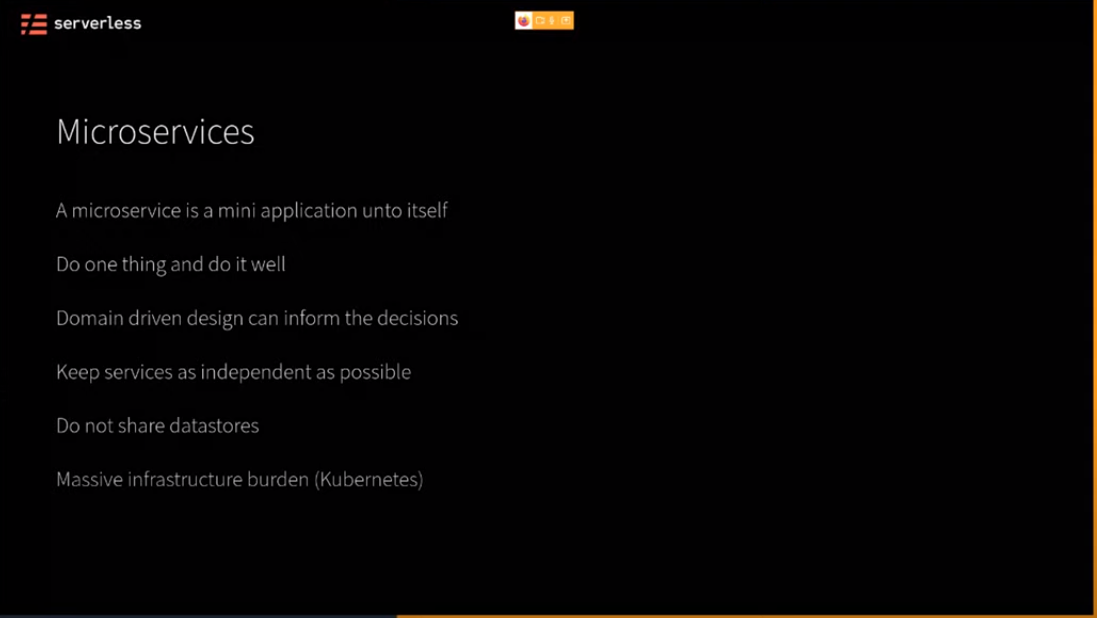 serverless
Microservices
A microservice is a mini application unto itself
Do one thing and do it well
Domain driven design can inform the decisions
Keep services as independent as possible
Do not share datastores
Massive infrastructure burden (Kubernetes)